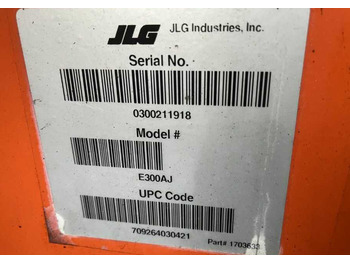 JLG JLG Industries, Inc.
Serial No.
0300211918
Model #
E300AJ
UPC Code
709264030421
Part# 1703633